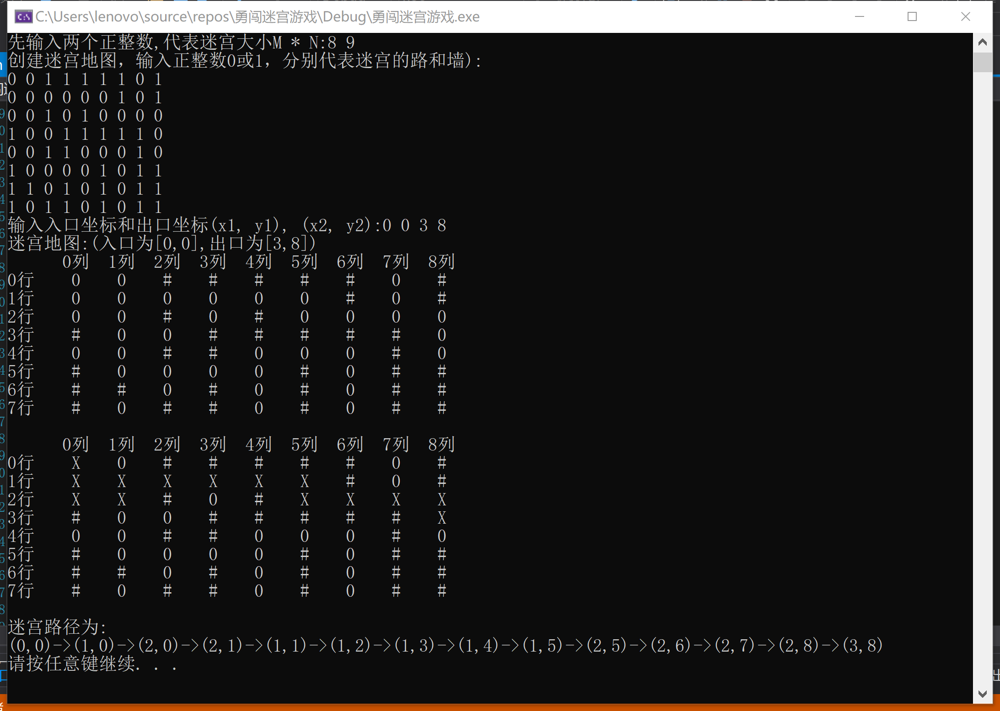 C:\Users\lenovo\source\repos\勇闯迷宫游戏\Debug\勇闯迷宫游戏.exe
先输入两个正整数,代表迷宫大小M * N:8 9
创建迷宫地图，输入正整数0或1，分别代表迷宫的路和墙):
0 0 1 1 1 1 1 0 1
0 0 0 0 0 0 1 0 1
0 0 1 0 1 0 0 0 0
1 0 0 1 1 1 1 1 0
0 0 1 1 0 0 0 1 0
1 0 0 0 0 1 0 1 1
1 1 0 1 0 1 0 1 1
1 0 1 1 0 1 0 1 1
输入入口坐标和出口坐标(x1, y1), (x2, y2):0 0 3 8
迷宫地图:(入口为[0,0],出口为[3,8])
0列 1列 2列 3列 4列 5列 6列 7列 8列
0行 0 0 # # # # # 0 #
1行 0 0 0 0 0 0 # 0 #
2行 0 0 # 0 # 0 0 0 0
3行 # 0 0 # # # # # 0
4行 0 0 # # 0 0 0 # 0
5行 # 0 0 0 0 # 0 # #
6行 # # 0 # 0 # 0 # #
7行 # 0 # # 0 # 0 # #
0列 1列 2列 3列 4列 5列 6列 7列 8列
0行 X 0 # # # # # 0 #
1行 X X X X X X # 0 #
2行 X X # 0 # X X X X
3行 # 0 0 # # # # # X
4行 0 0 # # 0 0 0 # 0
5行 # 0 0 0 0 # 0 # #
6行 # # 0 # 0 # 0 # #
7行 # 0 # # 0 # 0 # #
迷宫路径为:
(0,0)->(1,0)->(2,0)->(2,1)->(1,1)->(1,2)->(1,3)->(1,4)->(1,5)->(2,5)->(2,6)->(2,7)->(2,8)->(3,8)
请按任意键继续. . .